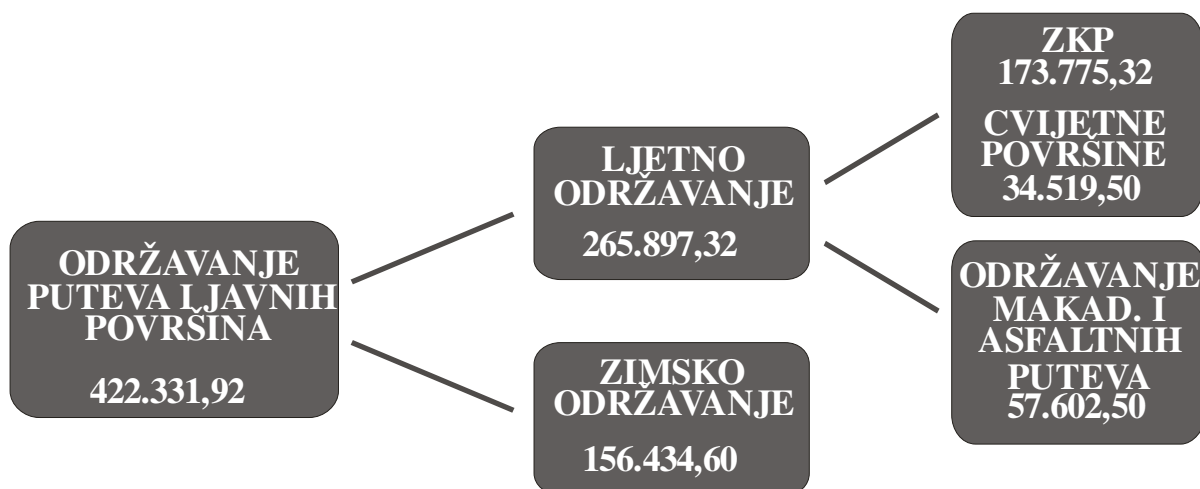 ODRŽAVANJE
PUTEVA I JAVNIH
POVRŠINA
422.331,92
LJETNO
ODRŽAVANJE
265.897,32
ZIMSKO
ODRŽAVANJE
156.434,60
ZKP
173.775,32
CVIJETNE
POVRŠINE
34.519,50
ODRŽAVANJE
MAKAD. I
ASFALTNIH
PUTEVA
57.602,50